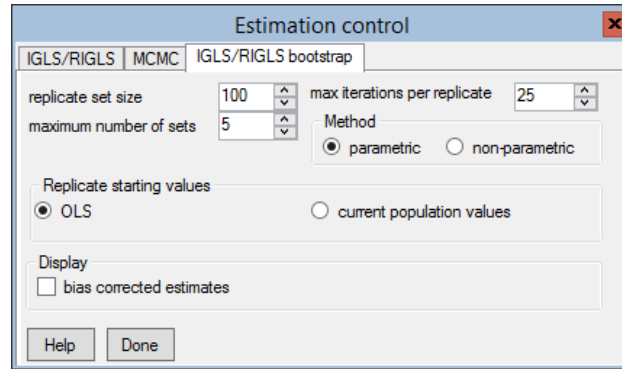 Estimation control
IGLS/RIGLS MCMC IGLS/RIGLS bootstrap
replicate set size 100 max iterations per replicate 25
maximum number of sets 5
Method
parametric non-parametric
Replicate starting values
OLS current population values
Display
bias corrected estimates
Help Done